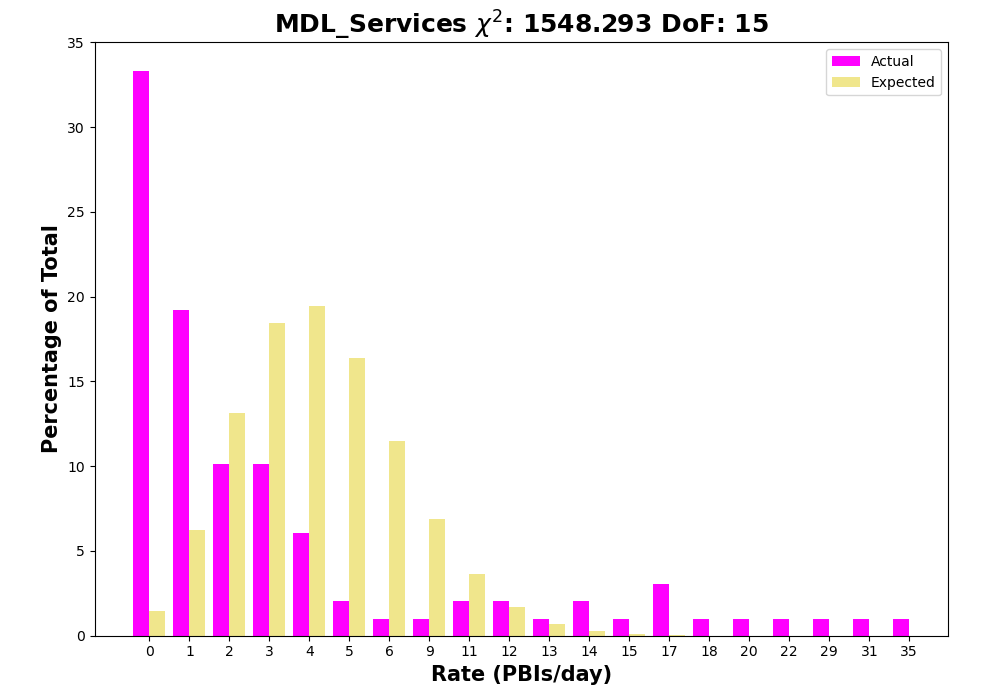 MDL_Services χ²: 1548.293 DoF: 15
Actual
Expected
Percentage of Total
35
30
25
20
15
10
5
0
0 1 2 3 4 5 6 9 11 12 13 14 15 17 18 20 22 29 31 35
Rate (PBIs/day)